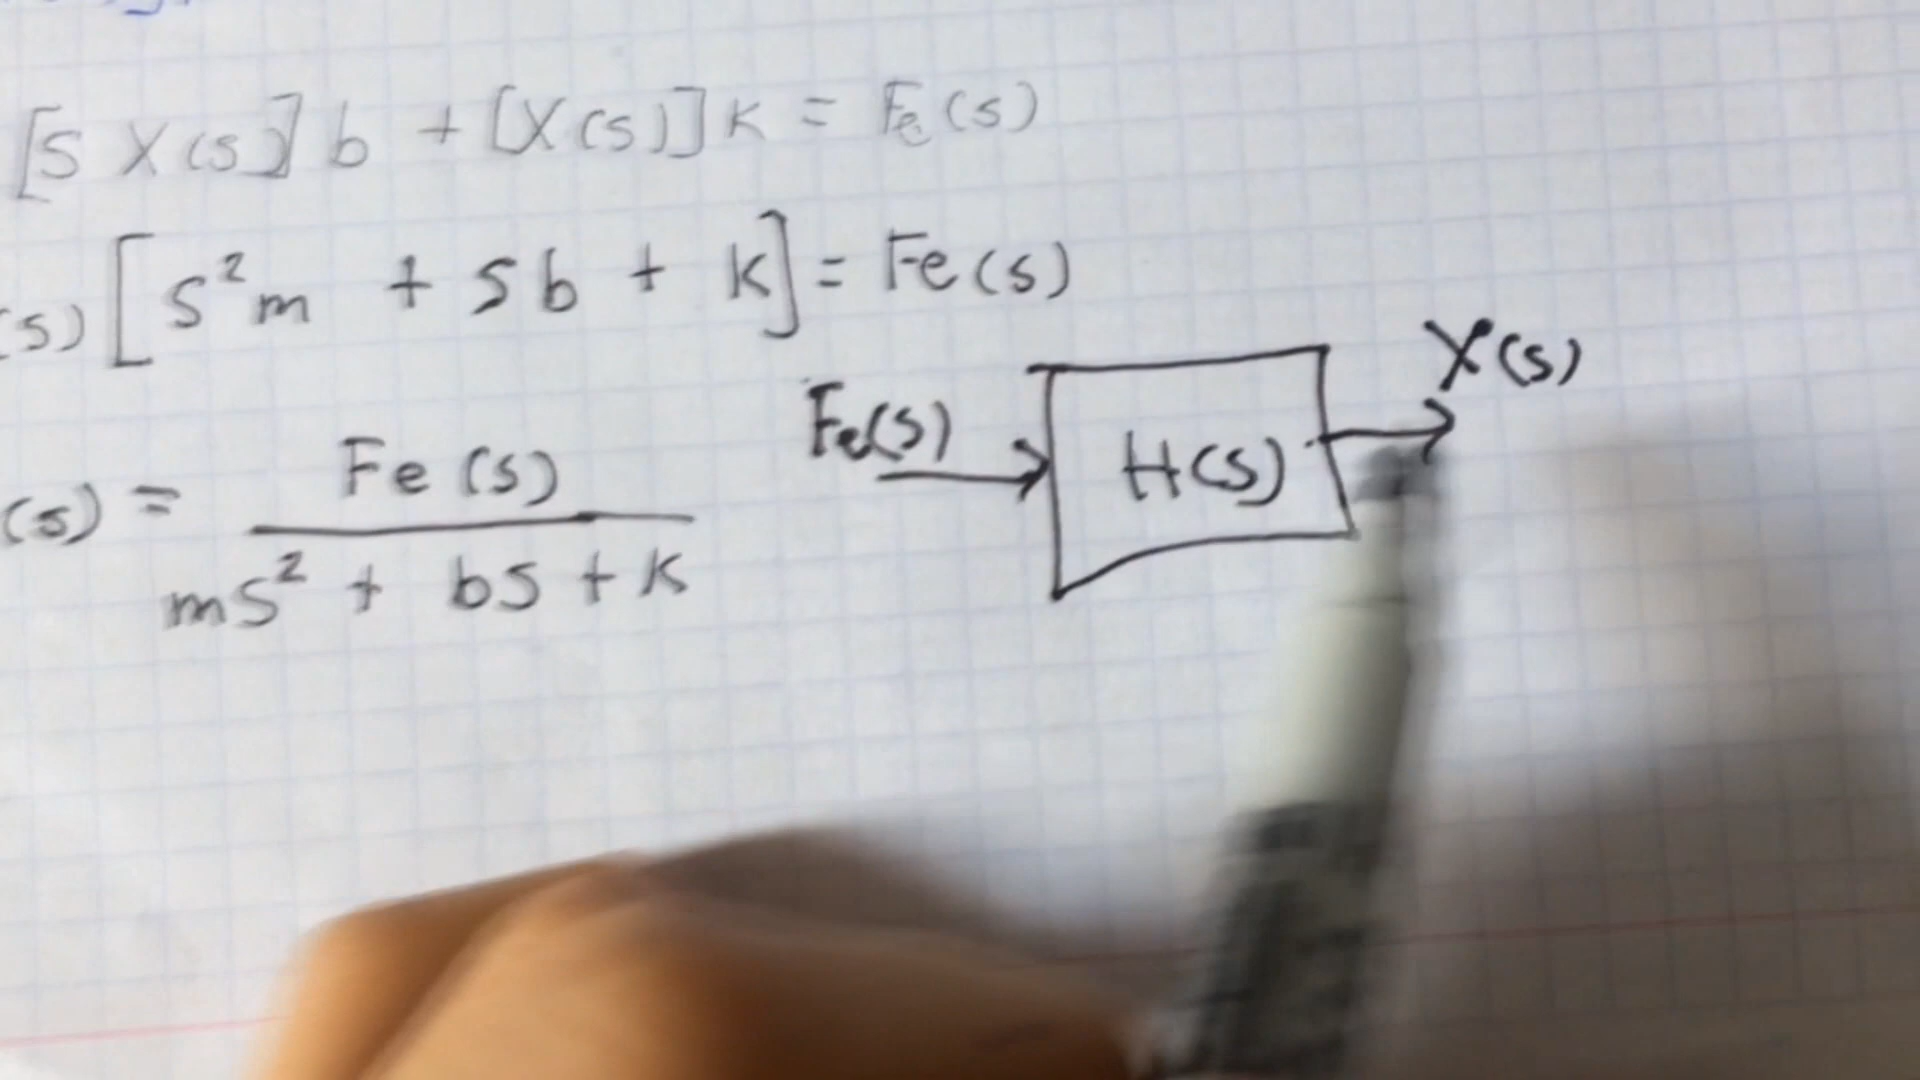 [S X(s)] b + [X(s)] k = Fe(s)
(s) [S²m + Sb + k] = Fe(s)
X(s)
Fe(s)
H(s)
(s) = Fe(s)
mS² + bS + k